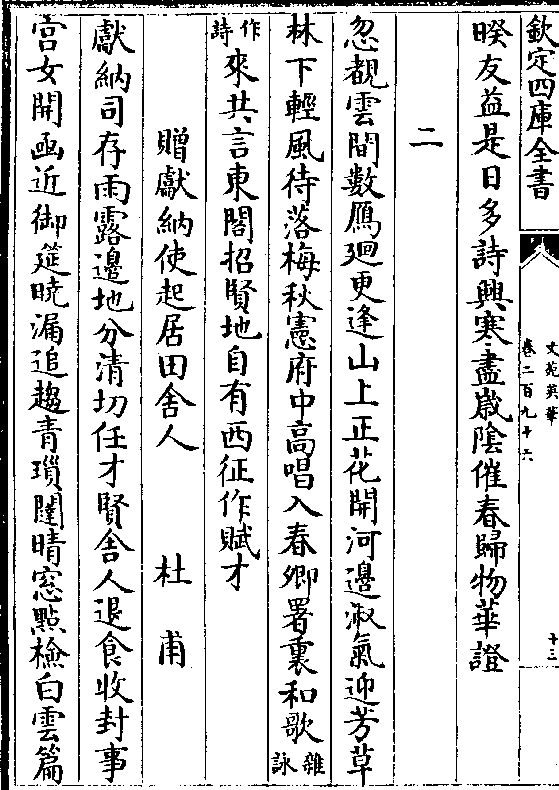 欽定四庫全書
文苑英華
卷二百九十六
十三
暌友益是日多詩興寒盡歲陰催春歸物華證
二
忽覩雲間數鴈廻更逢山上正花開河邊淑氣迎芳草
林下輕風待落梅秋憲府中高唱入春卿署裏和歌雜詠
作詩來共言東閣招賢地自有西征作賦才
贈獻納使起居田舍人 杜甫
獻納司存雨露邊地分清切任才賢舍人退食收封事
宫女開函近御筵曉漏追趨青瑣闥晴窓點檢白雲篇